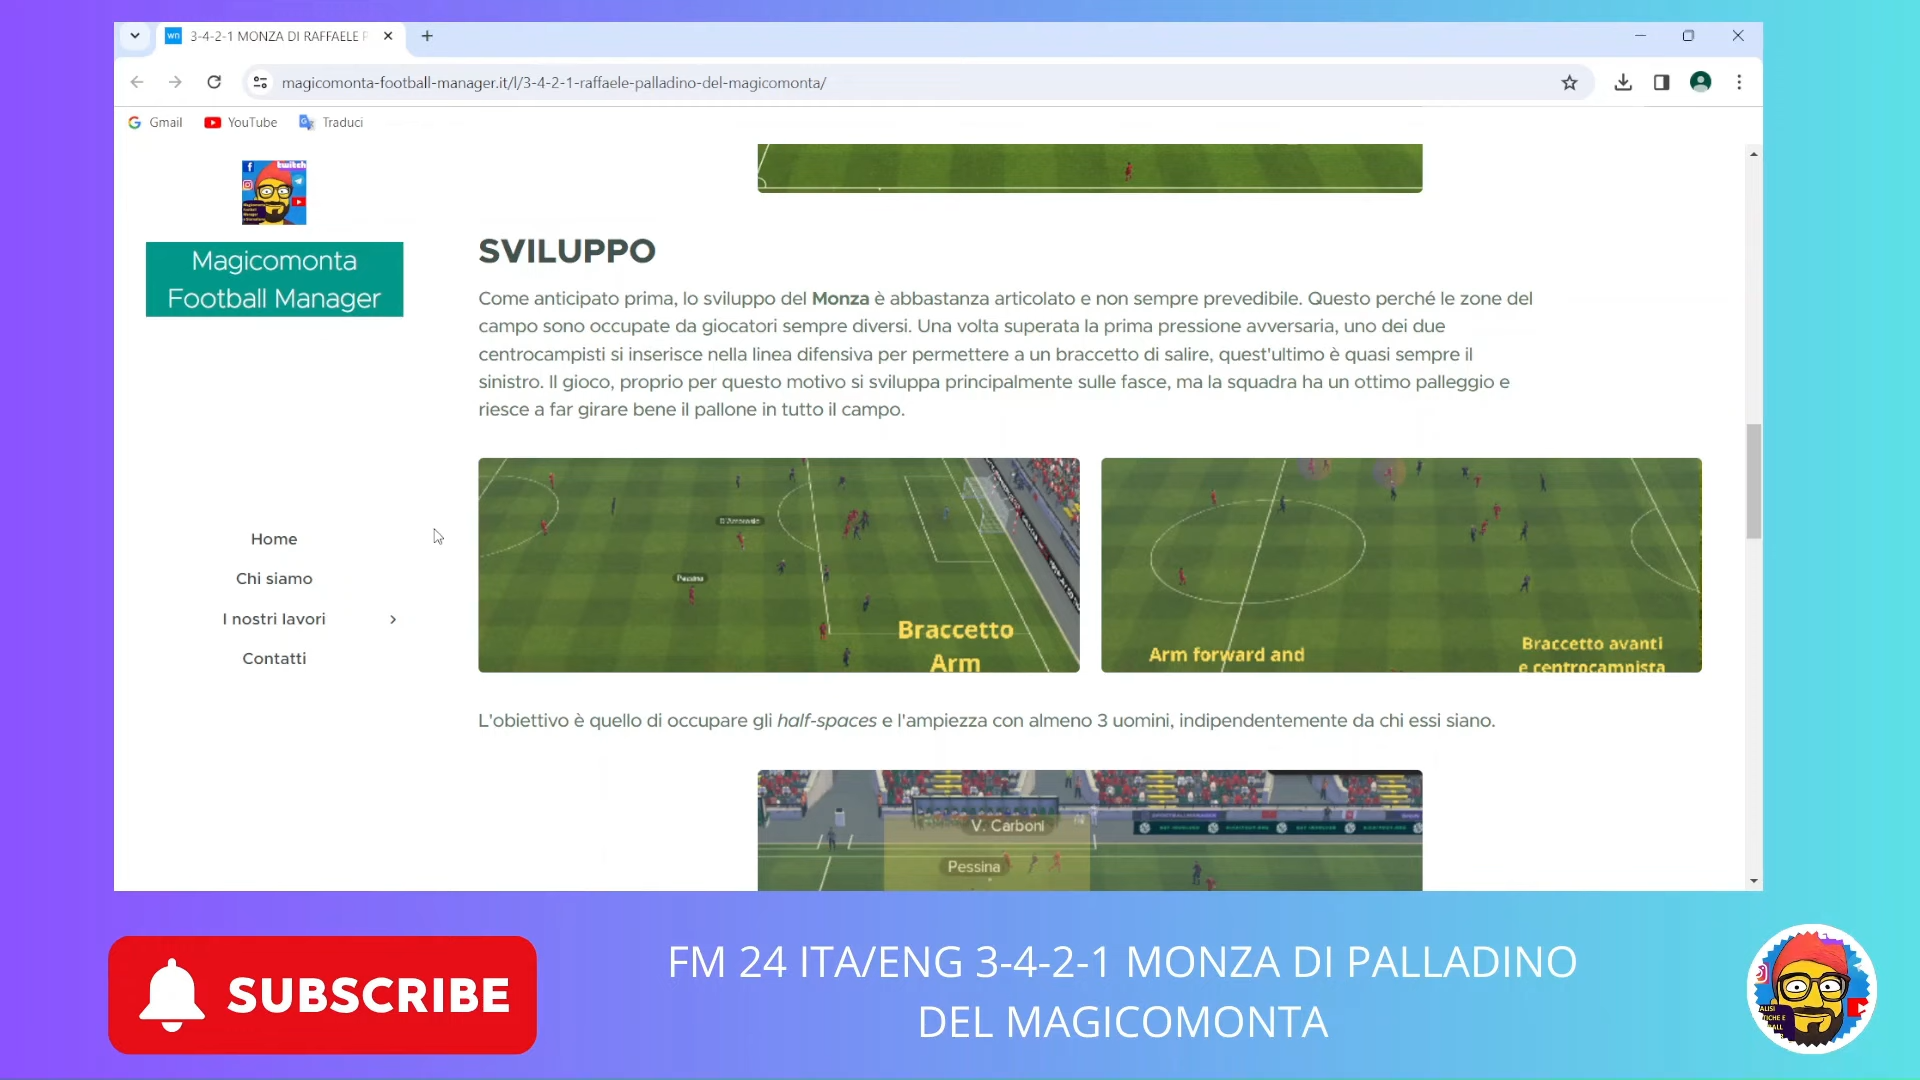 3-4-2-1 MONZA DI RAFFAELE P
magicomonta-football-manager.it/l/3-4-2-1-raffaele-palladino-del-magicomonta/
Gmail
YouTube
Traduci
twitch
Magicomonta
Football Manager
Home
Chi siamo
I nostri lavori
Contatti
SVILUPPO
Come anticipato prima, lo sviluppo del Monza è abbastanza articolato e non sempre prevedibile. Questo perché le zone del
campo sono occupate da giocatori sempre diversi. Una volta superata la prima pressione avversaria, uno dei due
centrocampisti si inserisce nella linea difensiva per permettere a un braccetto di salire, quest'ultimo è quasi sempre il
sinistro. Il gioco, proprio per questo motivo si sviluppa principalmente sulle fasce, ma la squadra ha un ottimo palleggio e
riesce a far girare bene il pallone in tutto il campo.
D'Ambrosio
Pessina
Braccetto
Arm
Arm forward and
Braccetto avanti
e centrocampista
L'obiettivo è quello di occupare gli half-spaces e l'ampiezza con almeno 3 uomini, indipendentemente da chi essi siano.
V. Carboni
Pessina
SUBSCRIBE
FM 24 ITA/ENG 3-4-2-1 MONZA DI PALLADINO
DEL MAGICOMONTA